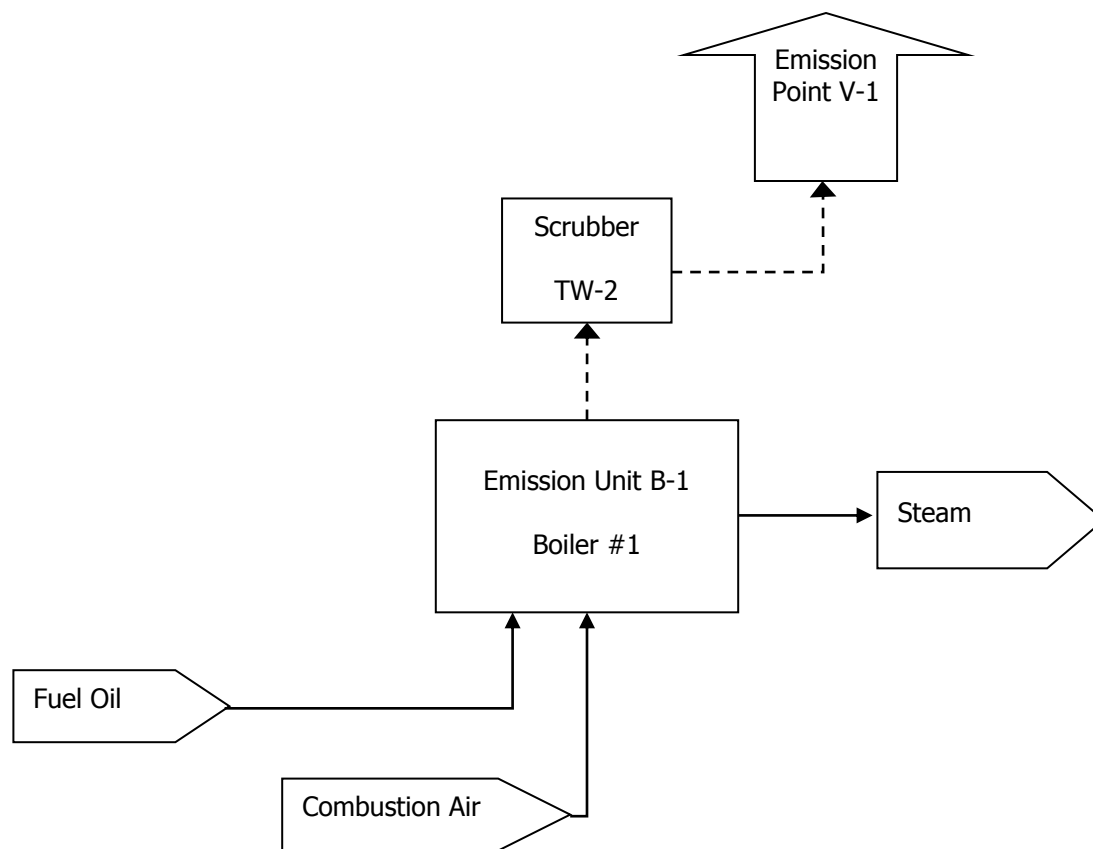 Emission
Point V-1
Scrubber
TW-2
Emission Unit B-1
Boiler #1
Steam
Fuel Oil
Combustion Air